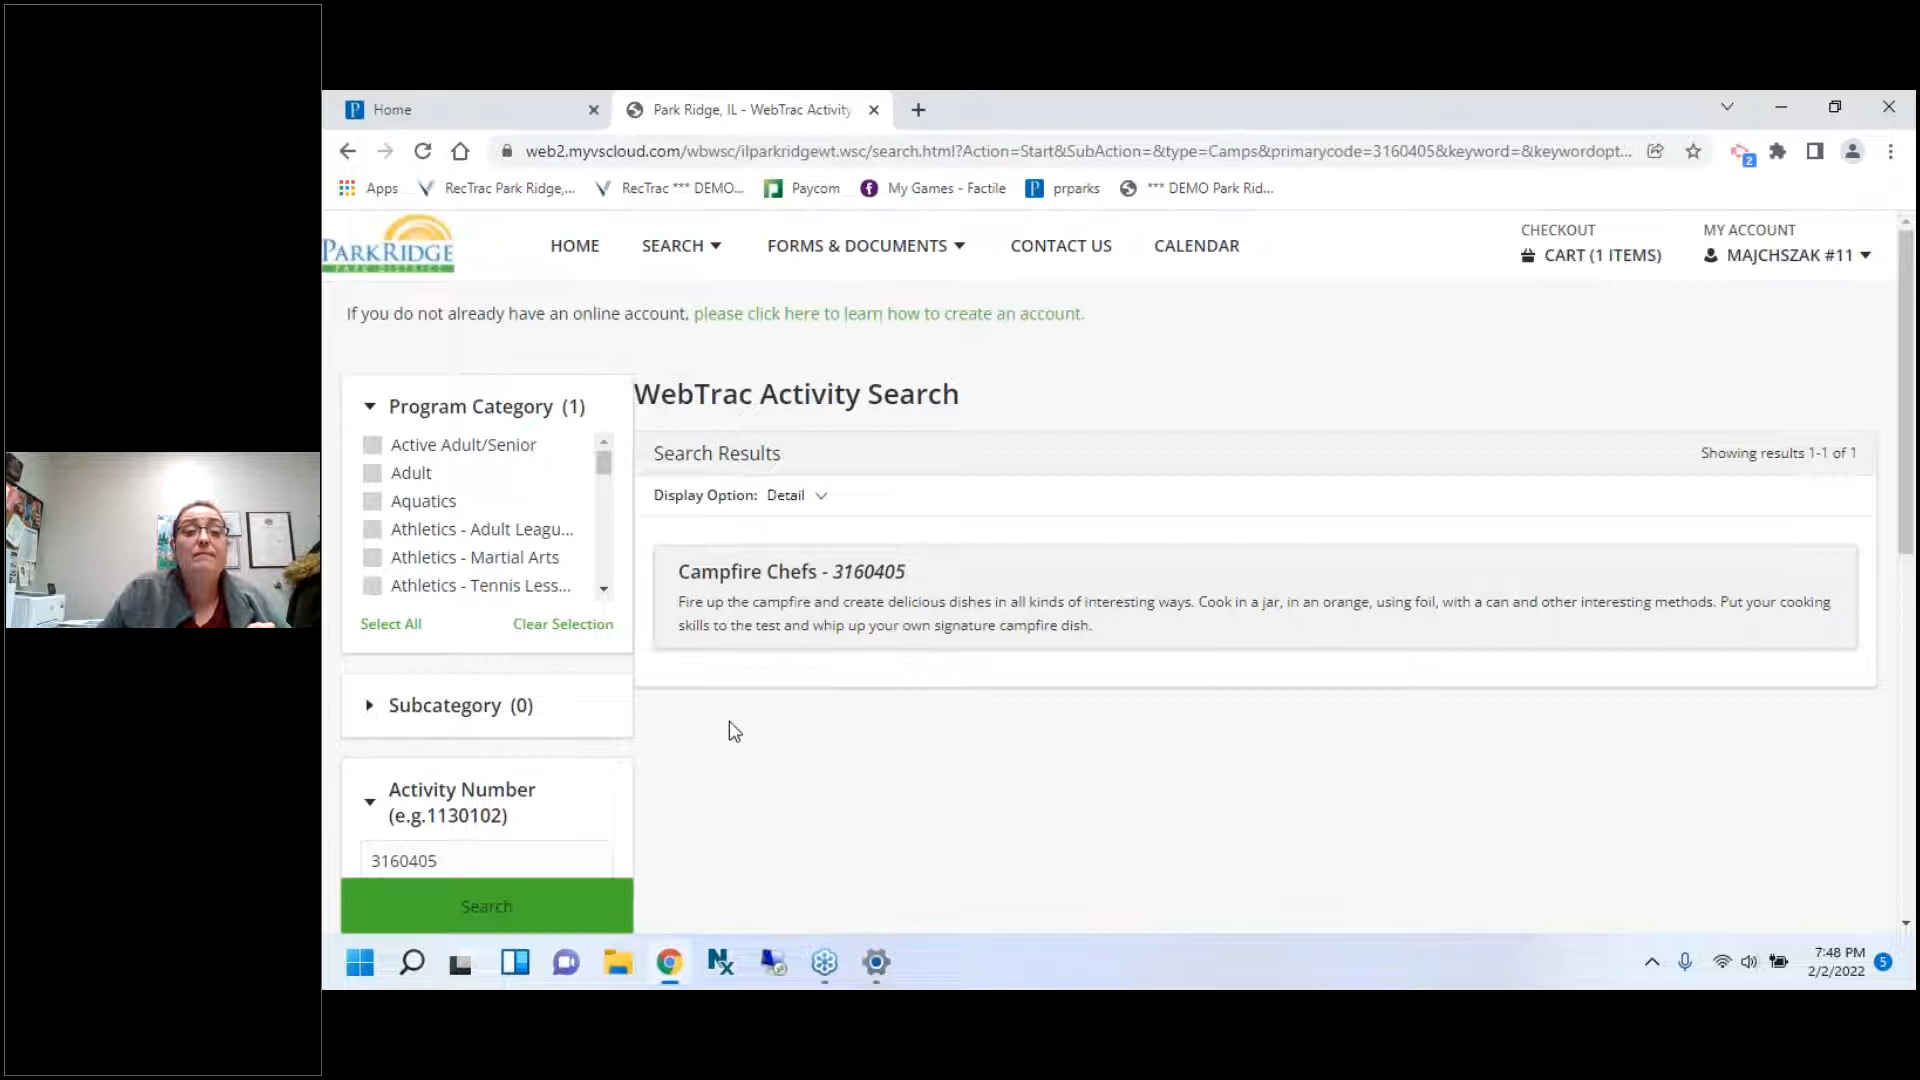 Home
Park Ridge, IL - WebTrac Activity
web2.myvscloud.com/wbwsc/ilparkridgewt.wsc/search.html?Action=Start&SubAction=&type=Camps&primarycode=3160405&keyword=&keywordopt...
2
Apps
RecTrac Park Ridge,...
RecTrac *** DEMO...
Paycom
My Games - Factile
prparks
*** DEMO Park Rid...
PARK RIDGE
PARK DISTRICT
HOME
SEARCH
FORMS & DOCUMENTS
CONTACT US
CALENDAR
CHECKOUT
CART (1 ITEMS)
MY ACCOUNT
MAJCHSZAK #11
If you do not already have an online account, please click here to learn how to create an account.
Program Category (1)
Active Adult/Senior
Adult
Aquatics
Athletics - Adult Leagu...
Athletics - Martial Arts
Athletics - Tennis Less...
Select All
Clear Selection
Subcategory (0)
Activity Number
(e.g.1130102)
3160405
Search
WebTrac Activity Search
Search Results
Showing results 1-1 of 1
Display Option: Detail
Campfire Chefs - 3160405
Fire up the campfire and create delicious dishes in all kinds of interesting ways. Cook in a jar, in an orange, using foil, with a can and other interesting methods. Put your cooking
skills to the test and whip up your own signature campfire dish.
7:48 PM
2/2/2022
5